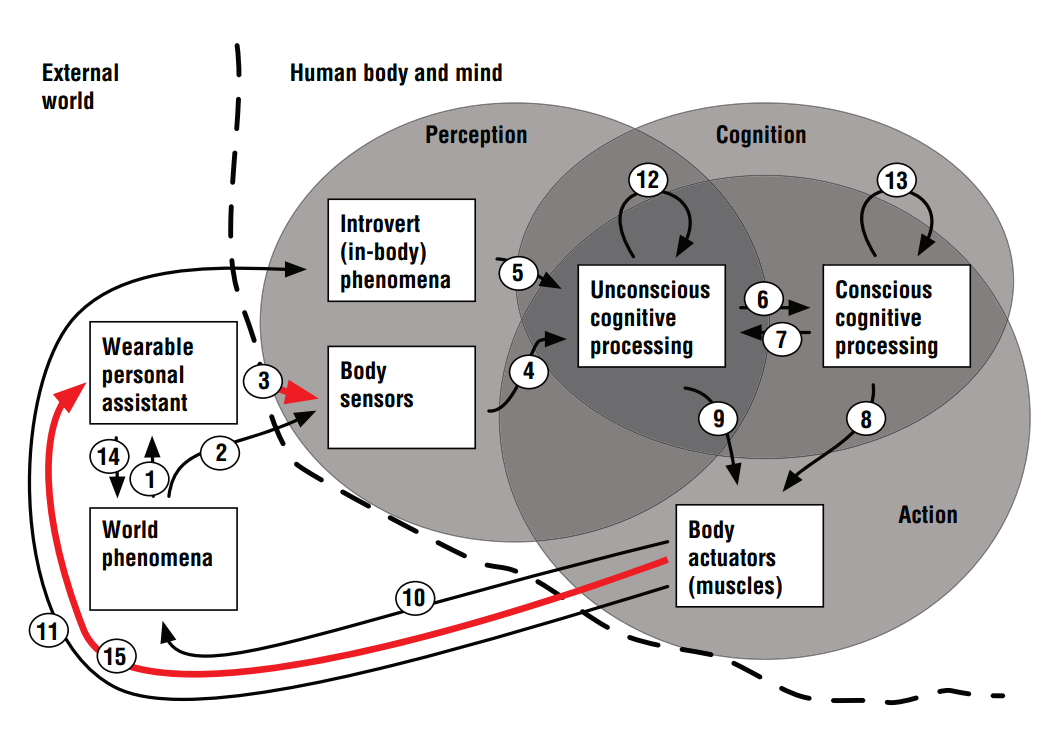 External
world
Human body and mind
Perception
Cognition
12
13
Introvert
(in-body)
phenomena
5
Unconscious
cognitive
processing
6
7
Conscious
cognitive
processing
Wearable
personal
assistant
3
Body
sensors
4
9
8
14
1
2
World
phenomena
Body
actuators
(muscles)
Action
10
11
15